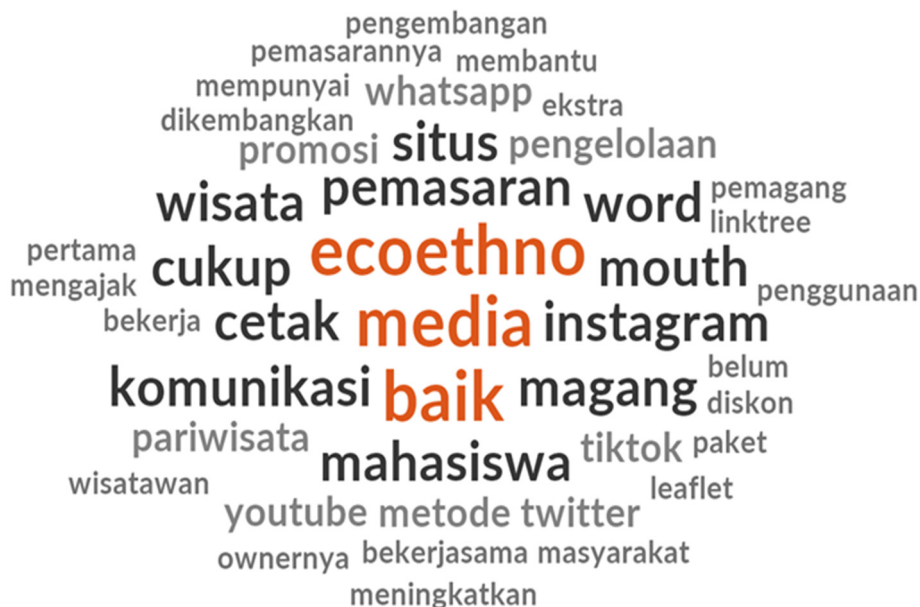 pengembangan
pemasarannya membantu
mempunyai whatsapp ekstra
dikembangkan promosi situs pengelolaan
wisata pemasaran word pemagang
linktree
pertama cukup ecoethno mouth
mengajak penggunaan
bekerja cetak media instagram
komunikasi baik magang belum
diskon
pariwisata mahasiswa tiktok paket
wisatawan leaflet
youtube metode twitter
ownernya bekerjasama masyarakat
meningkatkan